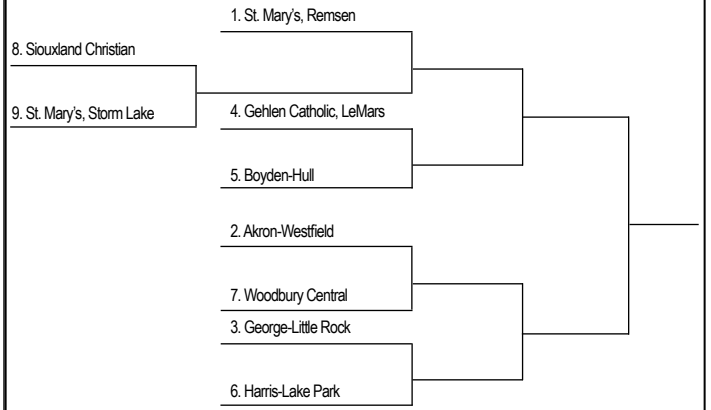 1. St. Mary's, Remsen
8. Siouxland Christian
9. St. Mary's, Storm Lake
4. Gehlen Catholic, LeMars
5. Boyden-Hull
2. Akron-Westfield
7. Woodbury Central
3. George-Little Rock
6. Harris-Lake Park